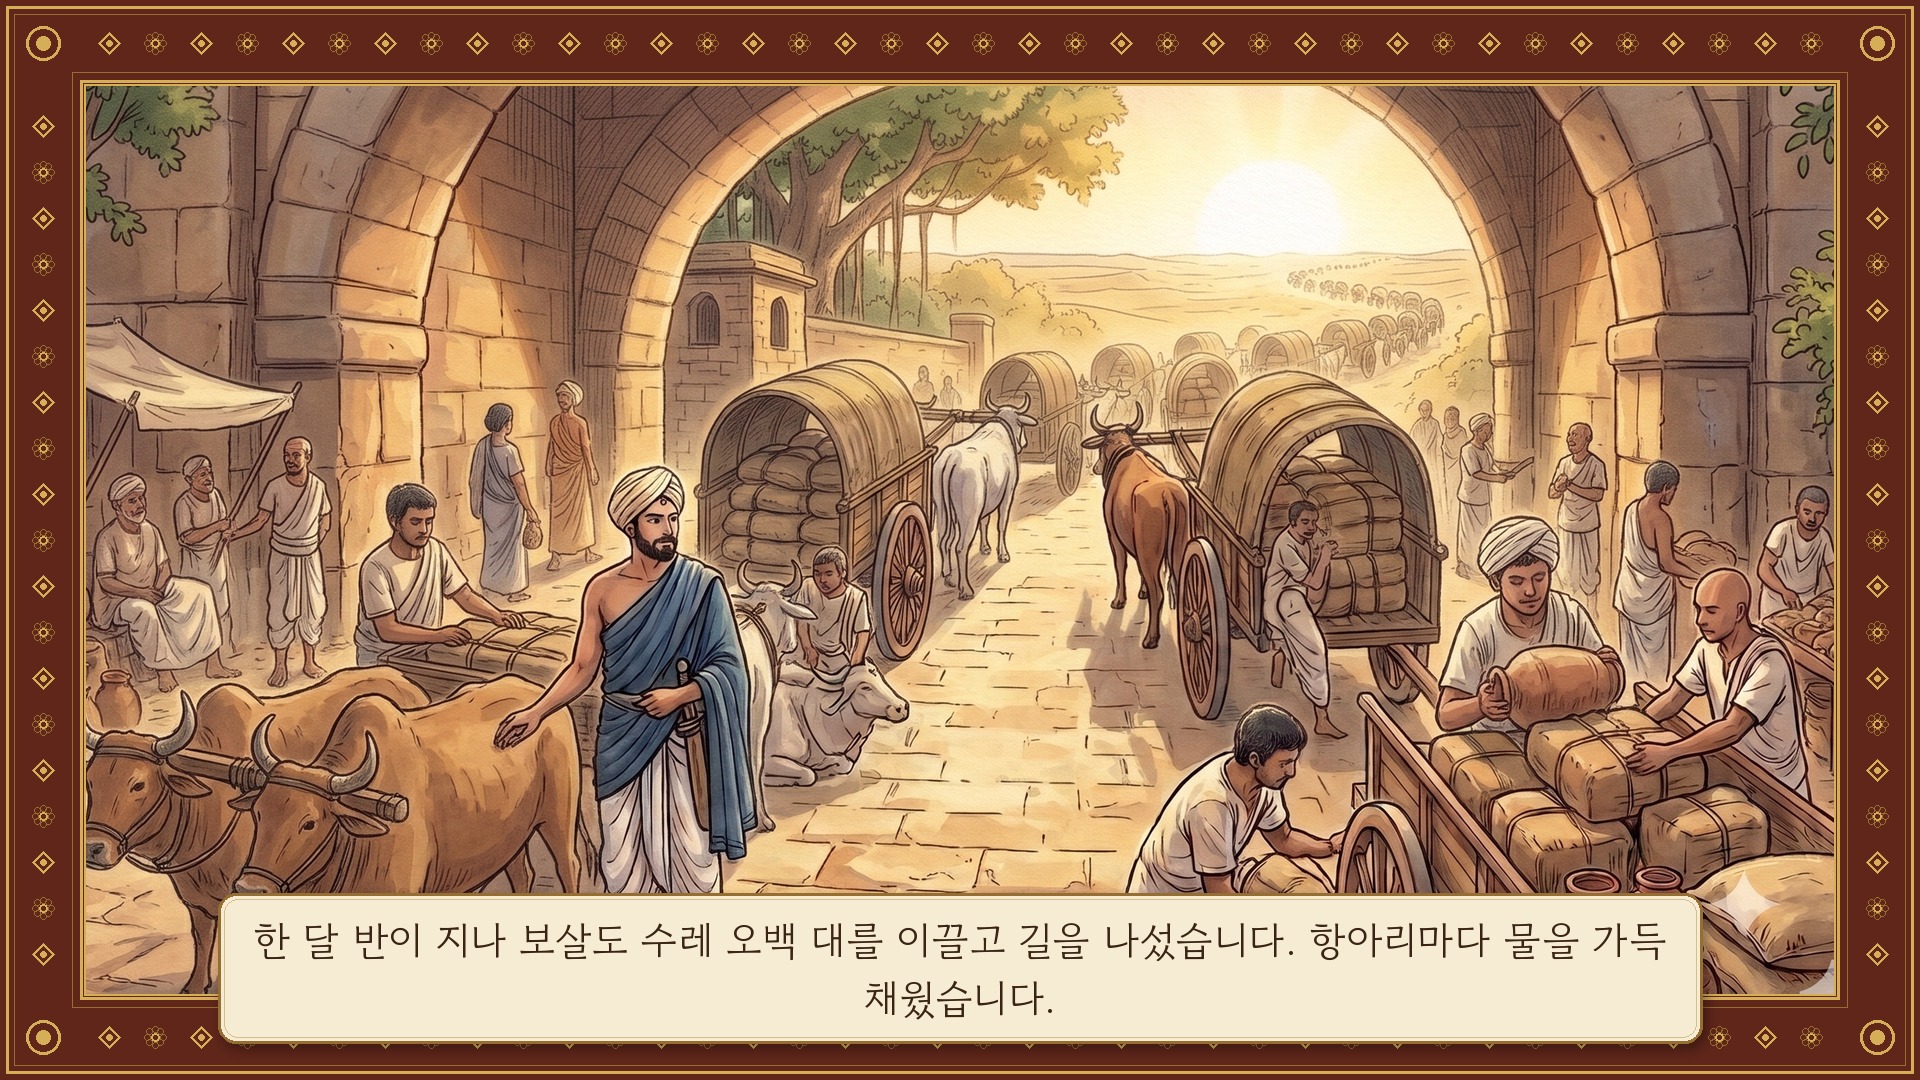 한 달 반이 지나 보살도 수레 오백 대를 이끌고 길을 나섰습니다. 항아리마다 물을 가득
채웠습니다.